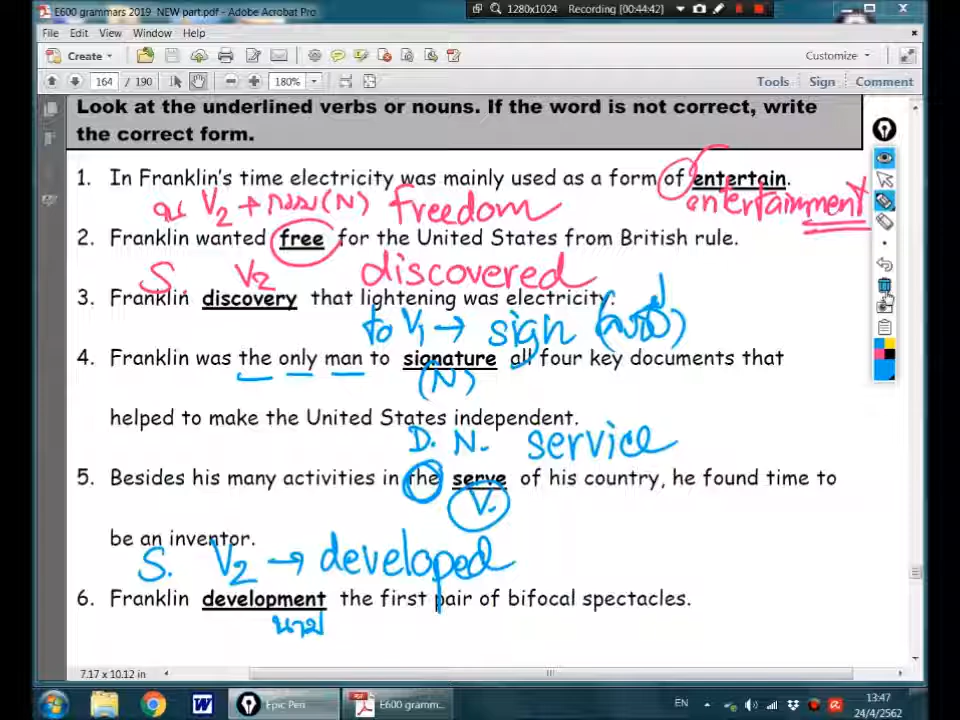 E600 grammars 2019 NEW part.pdf - Adobe Acrobat Pro
1280x1024 Recording [00:44:42]
File Edit View Window Help
Create
Customize
164 / 190 180% Tools Sign Comment
Look at the underlined verbs or nouns. If the word is not correct, write
the correct form.
1. In Franklin's time electricity was mainly used as a form of entertain.
entertainment
V2 + กรรม(N) freedom
2. Franklin wanted free for the United States from British rule.
S. V2 discovered
3. Franklin discovery that lightening was electricity.
to V1 → sign
4. Franklin was the only man to signature all four key documents that
(N)
helped to make the United States independent.
D. N. service
5. Besides his many activities in the serve of his country, he found time to
V.
be an inventor.
S. V2 → developed
6. Franklin development the first pair of bifocal spectacles.
นาม
7.17 x 10.12 in
Epic Pen E600 gramm... EN 13:47
24/4/2562